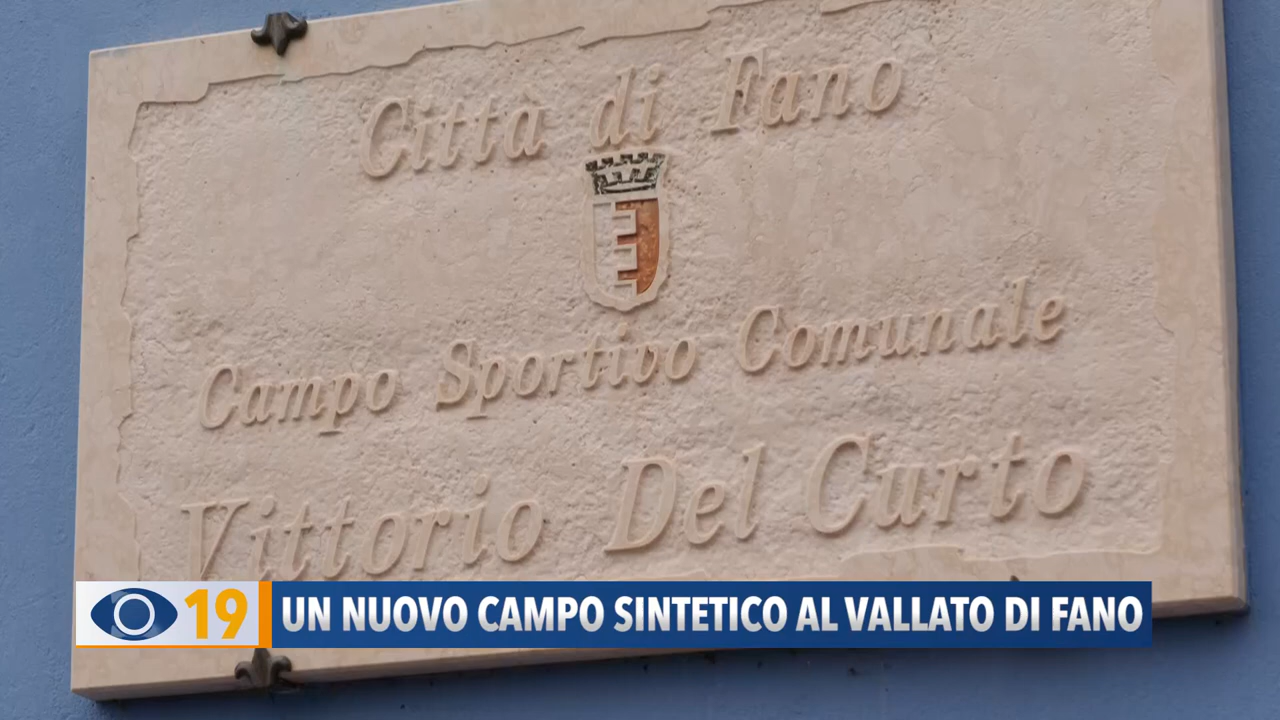 Città di Fano
Campo Sportivo Comunale
Vittorio Del Curto
19 UN NUOVO CAMPO SINTETICO AL VALLATO DI FANO